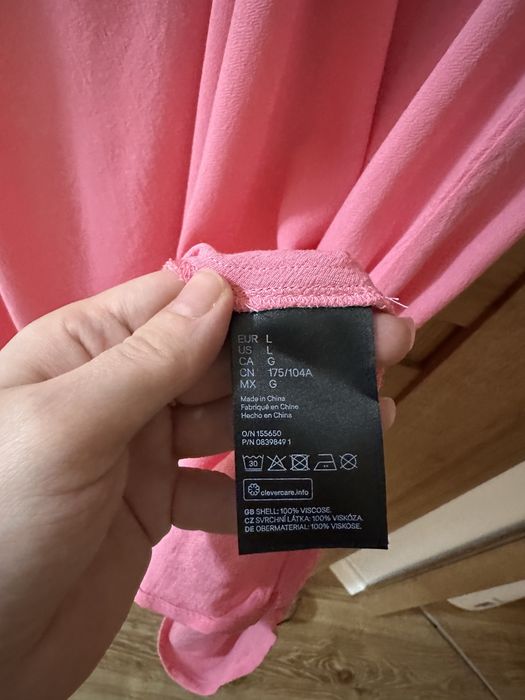 EUR L
US L
CA G
CN 175/104A
MX G
Made in China
Fabriqué en Chine
Hecho en China
O/N 155650
P/N 0839849 1
30
clevercare.info
GB SHELL: 100% VISCOSE.
CZ SVRCHNÍ LÁTKA: 100% VISKÓZA.
DE OBERMATERIAL: 100% VISKOSE.